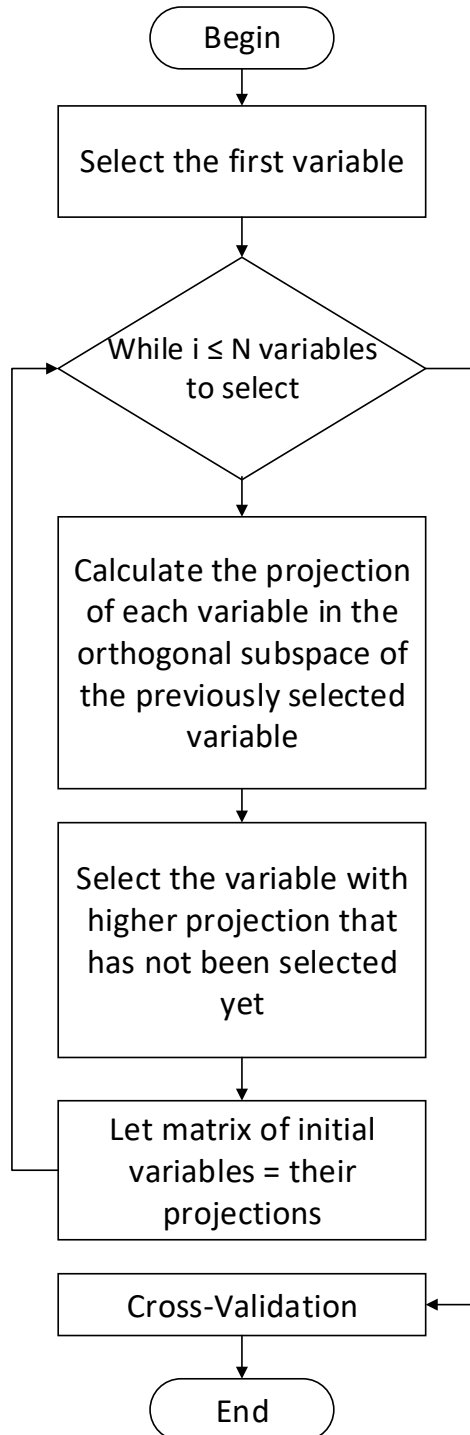 Begin
Select the first variable
While i ≤ N variables
to select
Calculate the projection
of each variable in the
orthogonal subspace of
the previously selected
variable
Select the variable with
higher projection that
has not been selected
yet
Let matrix of initial
variables = their
projections
Cross-Validation
End